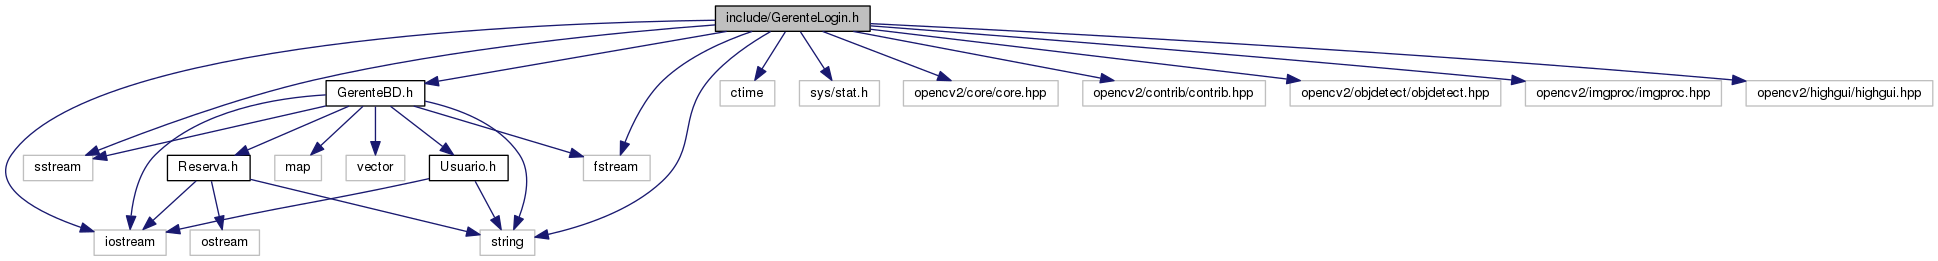 include/GerenteLogin.h
GerenteBD.h
ctime
sys/stat.h
opencv2/core/core.hpp
opencv2/contrib/contrib.hpp
opencv2/objdetect/objdetect.hpp
opencv2/imgproc/imgproc.hpp
opencv2/highgui/highgui.hpp
sstream
Reserva.h
map
vector
Usuario.h
fstream
iostream
ostream
string